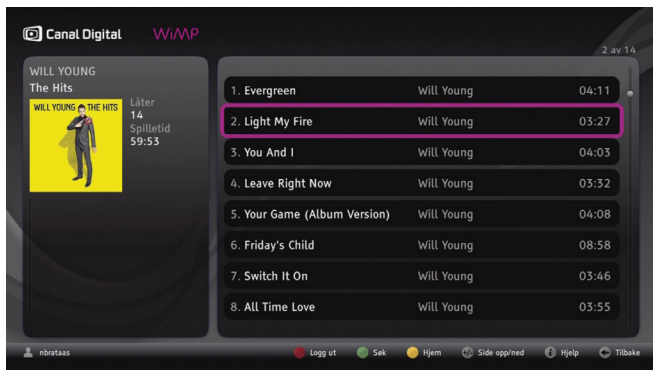 Canal Digital WiMP
2 av 14
WILL YOUNG
The Hits
WILL YOUNG THE HITS
Låter
14
Spilletid
59:53
1. Evergreen Will Young 04:11
2. Light My Fire Will Young 03:27
3. You And I Will Young 04:03
4. Leave Right Now Will Young 03:32
5. Your Game (Album Version) Will Young 04:08
6. Friday's Child Will Young 08:58
7. Switch It On Will Young 03:46
8. All Time Love Will Young 03:55
nbrataas Logg ut Søk Hjem Side opp/ned i Hjelp Tilbake